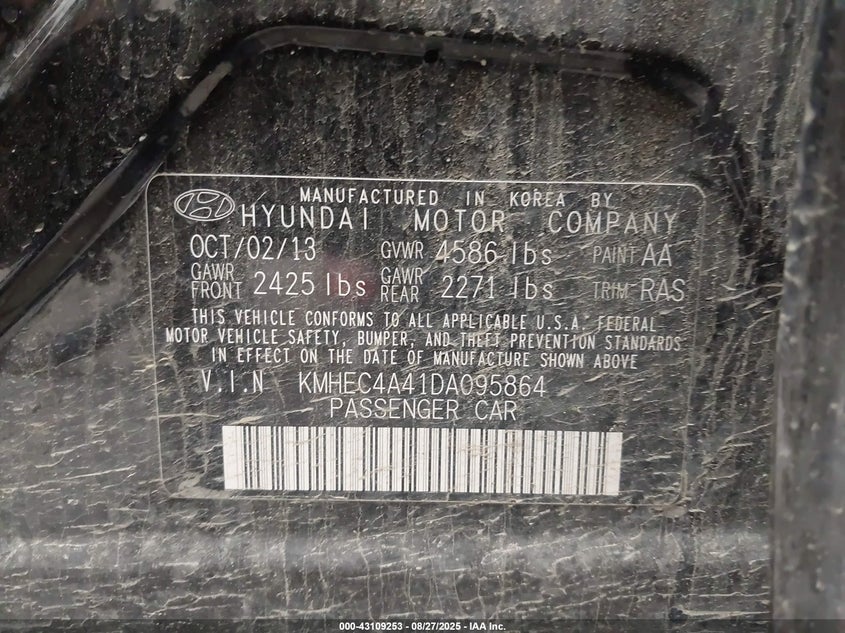 MANUFACTURED IN KOREA BY
HYUNDAI MOTOR COMPANY
OCT/02/13 GVWR 4586 lbs PAINT AA
GAWR FRONT 2425 lbs GAWR REAR 2271 lbs TRIM RAS
THIS VEHICLE CONFORMS TO ALL APPLICABLE U.S.A. FEDERAL
MOTOR VEHICLE SAFETY, BUMPER, AND THEFT PREVENTION STANDARDS
IN EFFECT ON THE DATE OF MANUFACTURE SHOWN ABOVE
V.I.N KMHEC4A41DA095864
PASSENGER CAR
000-43109253 - 08/27/2025 - IAA Inc.